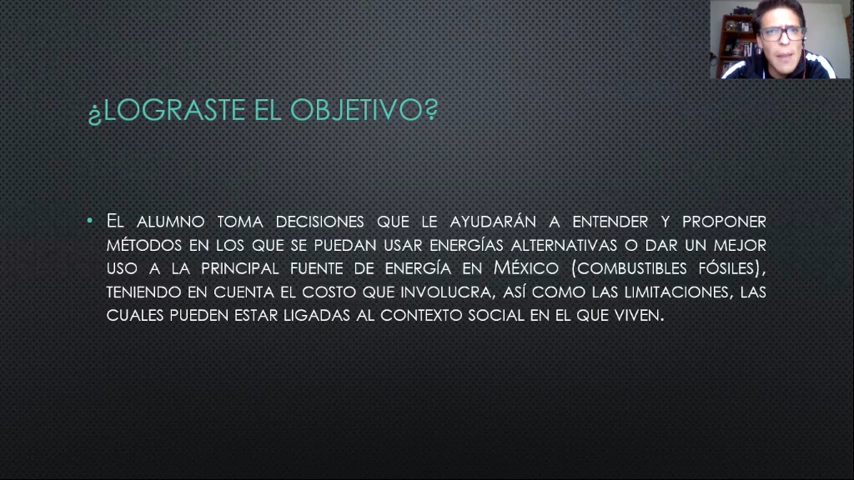 ¿LOGRASTE EL OBJETIVO?
• EL ALUMNO TOMA DECISIONES QUE LE AYUDARÁN A ENTENDER Y PROPONER
MÉTODOS EN LOS QUE SE PUEDAN USAR ENERGÍAS ALTERNATIVAS O DAR UN MEJOR
USO A LA PRINCIPAL FUENTE DE ENERGÍA EN MÉXICO (COMBUSTIBLES FÓSILES),
TENIENDO EN CUENTA EL COSTO QUE INVOLUCRA, ASÍ COMO LAS LIMITACIONES, LAS
CUALES PUEDEN ESTAR LIGADAS AL CONTEXTO SOCIAL EN EL QUE VIVEN.